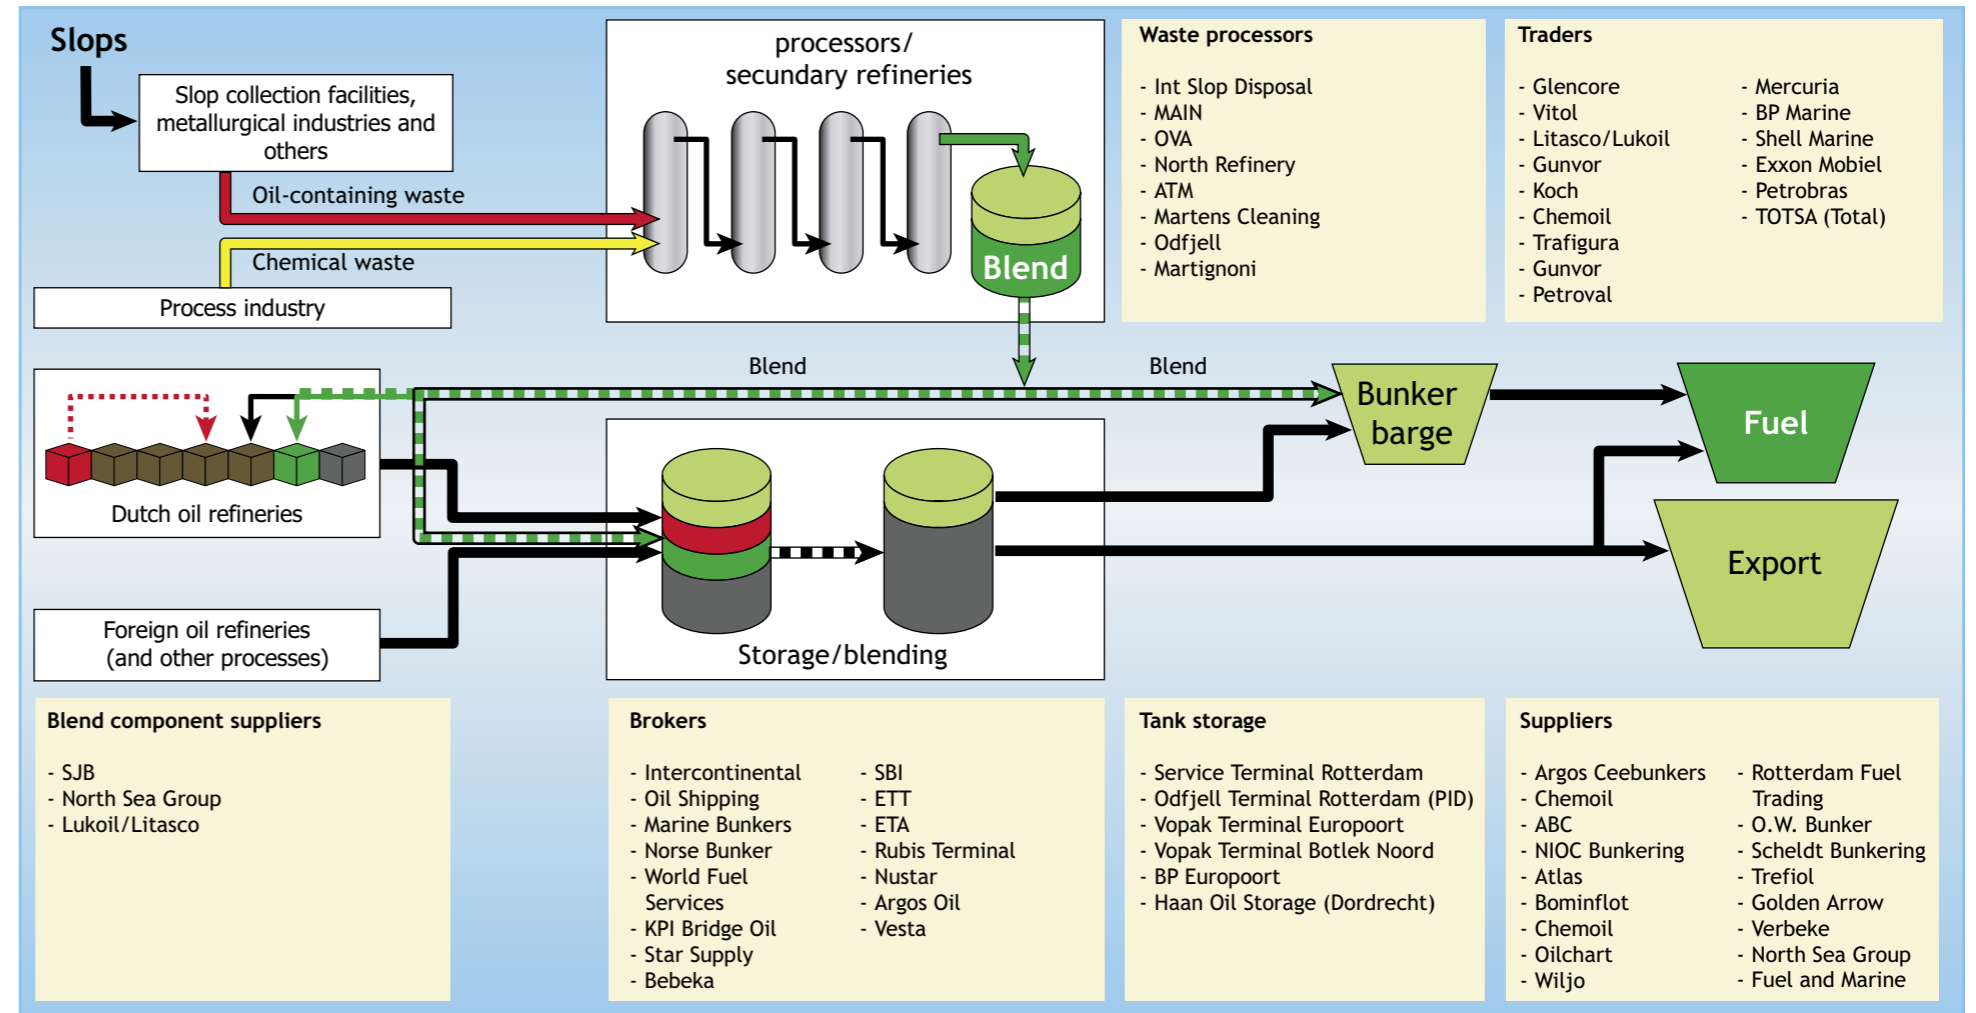 Slops
Slop collection facilities,
metallurgical industries and
others
Oil-containing waste
Chemical waste
Process industry
processors/
secundary refineries
Blend
Waste processors
- Int Slop Disposal
- MAIN
- OVA
- North Refinery
- ATM
- Martens Cleaning
- Odfjell
- Martignoni
Traders
- Glencore
- Vitol
- Litasco/Lukoil
- Gunvor
- Koch
- Chemoil
- Trafigura
- Gunvor
- Petroval
- Mercuria
- BP Marine
- Shell Marine
- Exxon Mobiel
- Petrobras
- TOTSA (Total)
Blend
Blend
Dutch oil refineries
Bunker
barge
Fuel
Export
Foreign oil refineries
(and other processes)
Storage/blending
Blend component suppliers
- SJB
- North Sea Group
- Lukoil/Litasco
Brokers
- Intercontinental
- Oil Shipping
- Marine Bunkers
- Norse Bunker
- World Fuel
Services
- KPI Bridge Oil
- Star Supply
- Bebeka
- SBI
- ETT
- ETA
- Rubis Terminal
- Nustar
- Argos Oil
- Vesta
Tank storage
- Service Terminal Rotterdam
- Odfjell Terminal Rotterdam (PID)
- Vopak Terminal Europoort
- Vopak Terminal Botlek Noord
- BP Europoort
- Haan Oil Storage (Dordrecht)
Suppliers
- Argos Ceebunkers
- Chemoil
- ABC
- NIOC Bunkering
- Atlas
- Bominflot
- Chemoil
- Oilchart
- Wiljo
- Rotterdam Fuel
Trading
- O.W. Bunker
- Scheldt Bunkering
- Trefiol
- Golden Arrow
- Verbeke
- North Sea Group
- Fuel and Marine